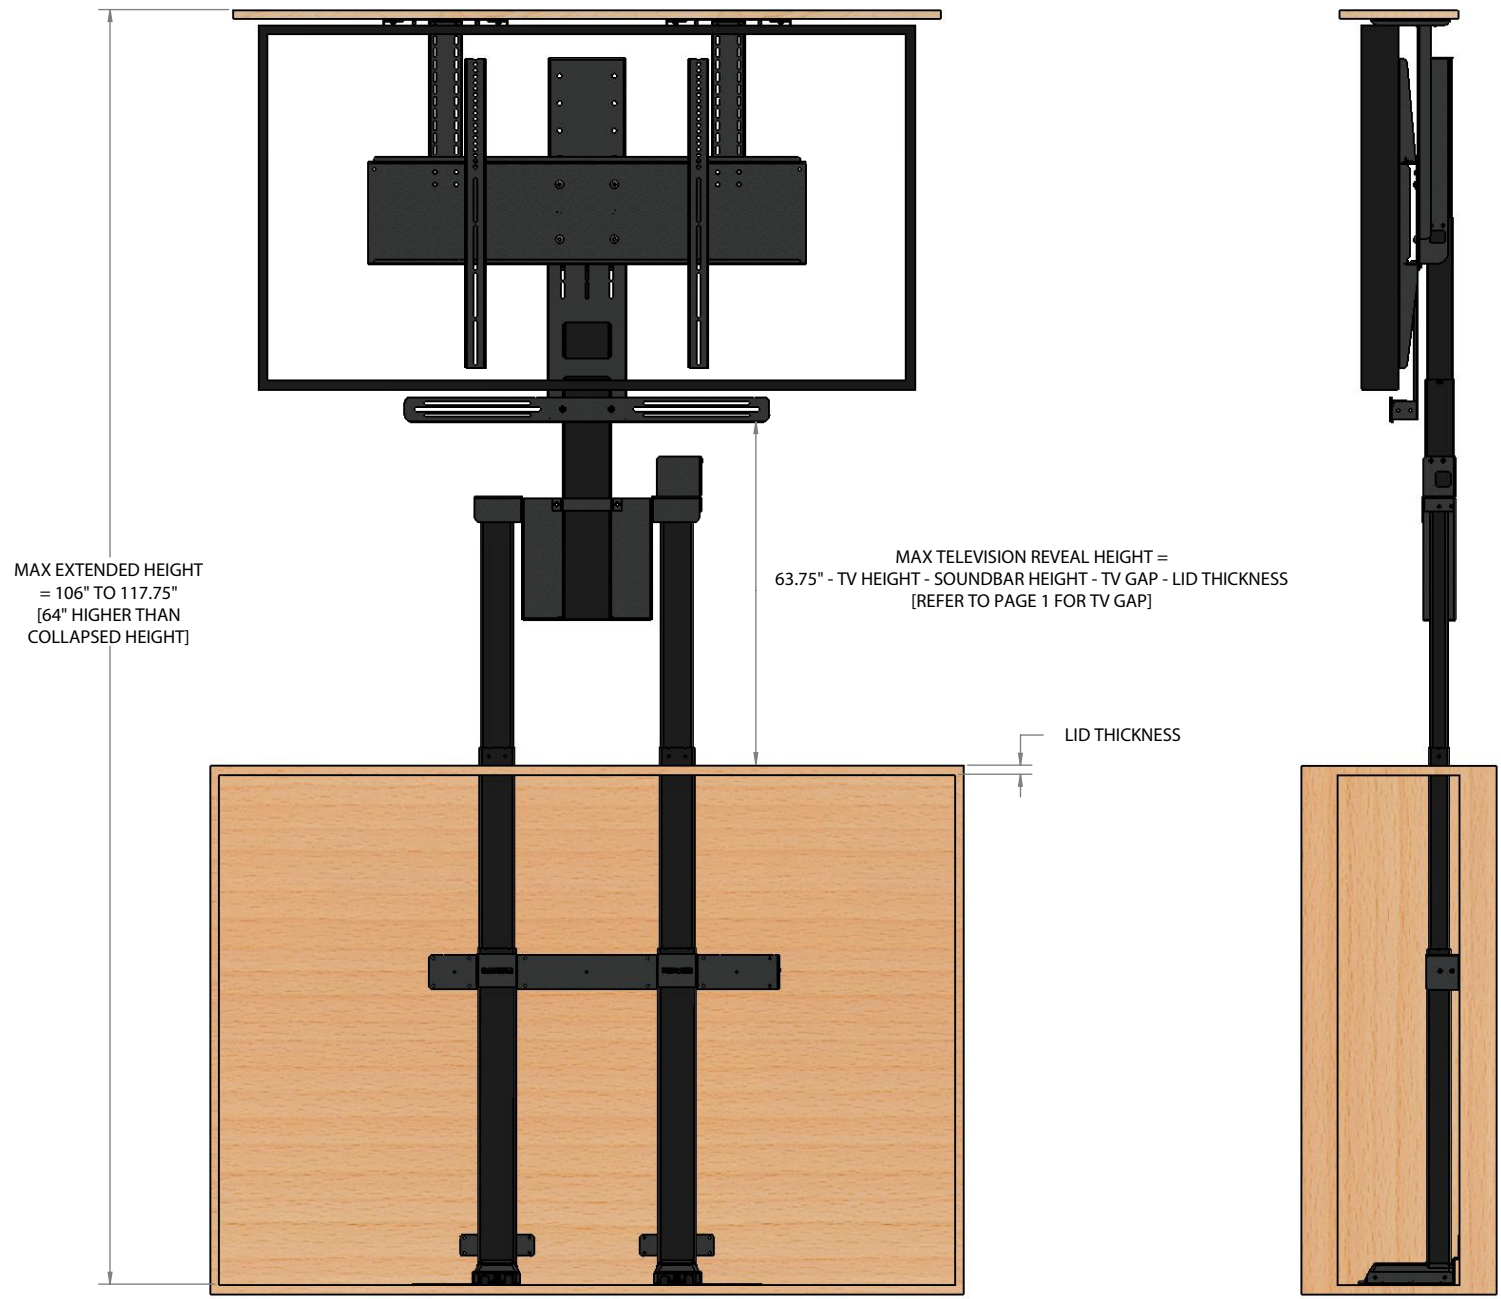 MAX EXTENDED HEIGHT
= 106" TO 117.75"
[64" HIGHER THAN
COLLAPSED HEIGHT]
MAX TELEVISION REVEAL HEIGHT =
63.75" - TV HEIGHT - SOUNDBAR HEIGHT - TV GAP - LID THICKNESS
[REFER TO PAGE 1 FOR TV GAP]
LID THICKNESS